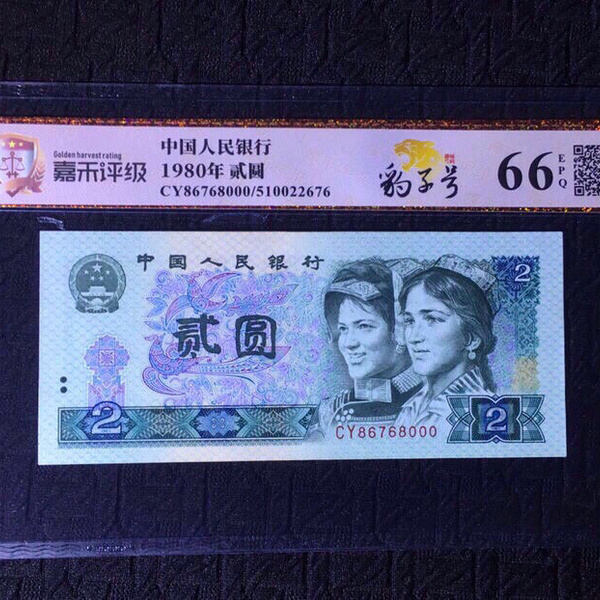 Golden harvest rating
嘉禾评级
中国人民银行
1980年 贰圆
CY86768000/510022676
豹子号
66
EPQ
中国人民银行
贰圆
2
2
CY86768000
2